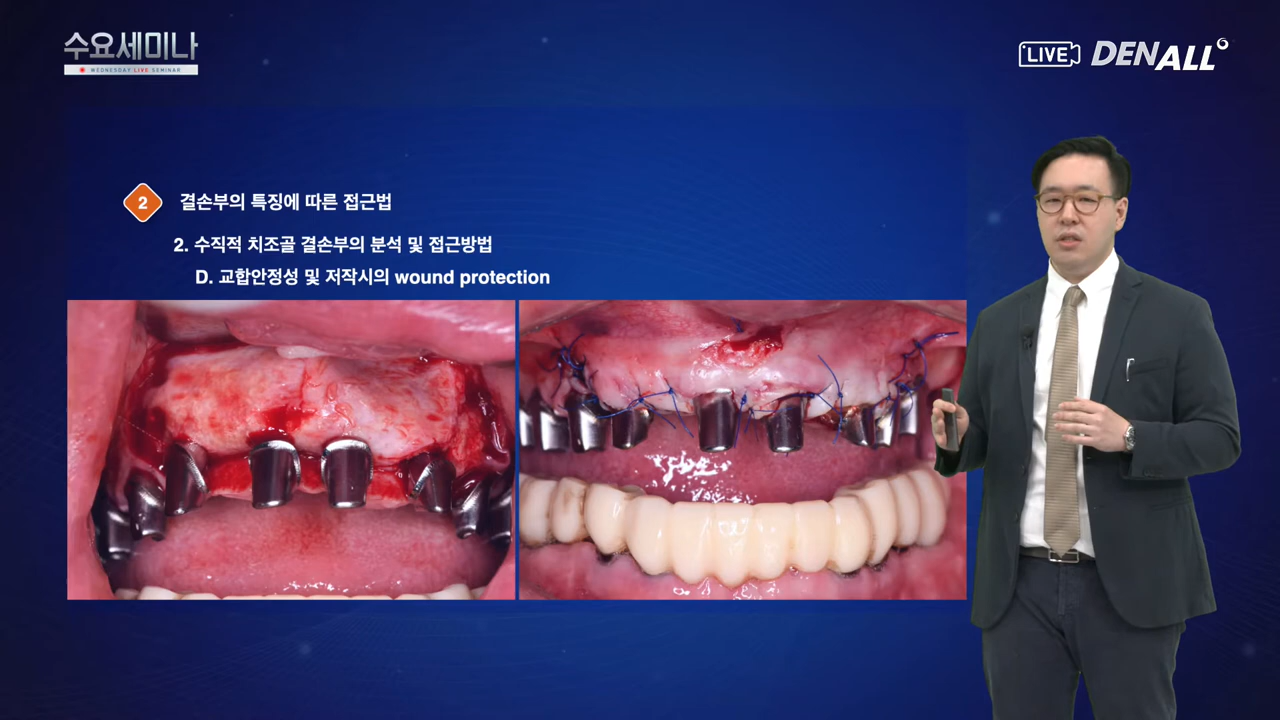 수요세미나
WEDNESDAY LIVE SEMINAR
LIVE DENALL
2 결손부의 특징에 따른 접근법
2. 수직적 치조골 결손부의 분석 및 접근방법
D. 교합안정성 및 저작시의 wound protection